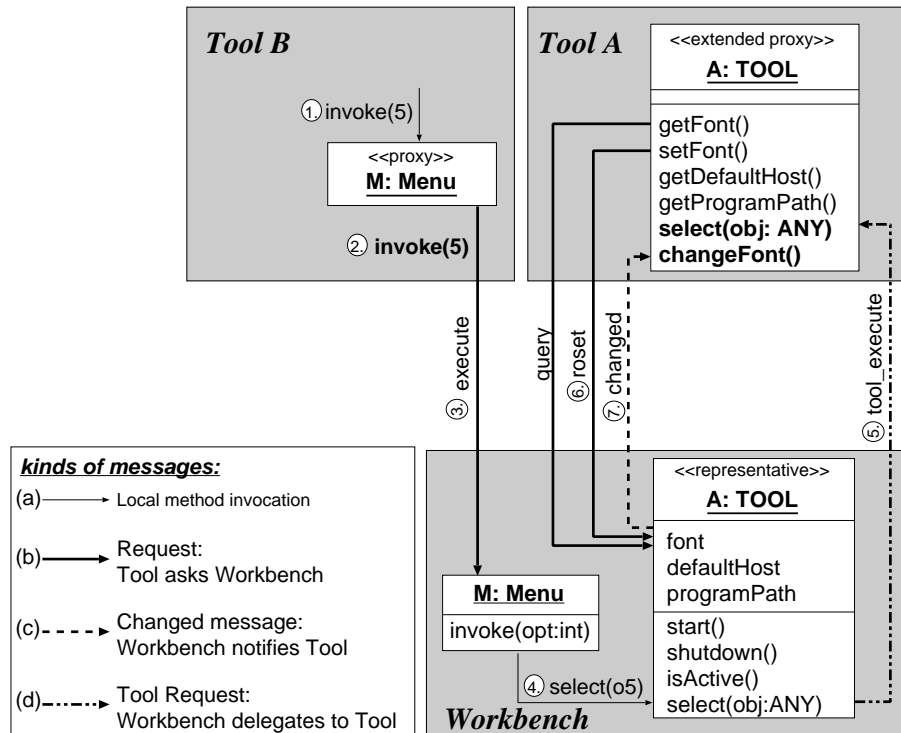 Tool B
1. invoke(5)
<<proxy>>
M: Menu
2. invoke(5)
Tool A
<<extended proxy>>
A: TOOL
getFont()
setFont()
getDefaultHost()
getProgramPath()
select(obj: ANY)
changeFont()
3. execute
query
6. roset
7. changed
5. tool_execute
kinds of messages:
(a) Local method invocation
(b) Request:
Tool asks Workbench
(c) Changed message:
Workbench notifies Tool
(d) Tool Request:
Workbench delegates to Tool
<<representative>>
A: TOOL
font
defaultHost
programPath
start()
shutdown()
isActive()
select(obj:ANY)
M: Menu
invoke(opt:int)
4. select(o5)
Workbench